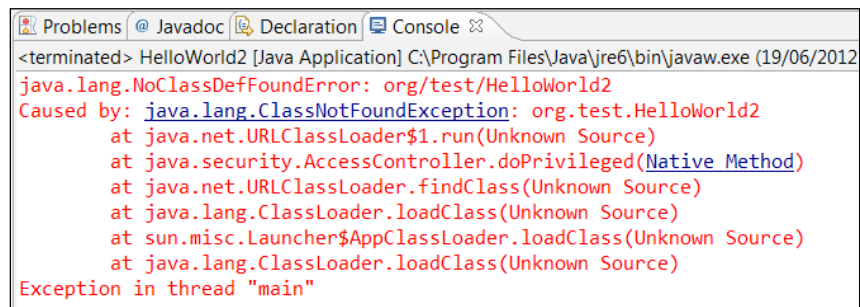 Problems @ Javadoc Declaration Console
<terminated> HelloWorld2 [Java Application] C:\Program Files\Java\jre6\bin\javaw.exe (19/06/2012
java.lang.NoClassDefFoundError: org/test/HelloWorld2
Caused by: java.lang.ClassNotFoundException: org.test.HelloWorld2
at java.net.URLClassLoader$1.run(Unknown Source)
at java.security.AccessController.doPrivileged(Native Method)
at java.net.URLClassLoader.findClass(Unknown Source)
at java.lang.ClassLoader.loadClass(Unknown Source)
at sun.misc.Launcher$AppClassLoader.loadClass(Unknown Source)
at java.lang.ClassLoader.loadClass(Unknown Source)
Exception in thread "main"